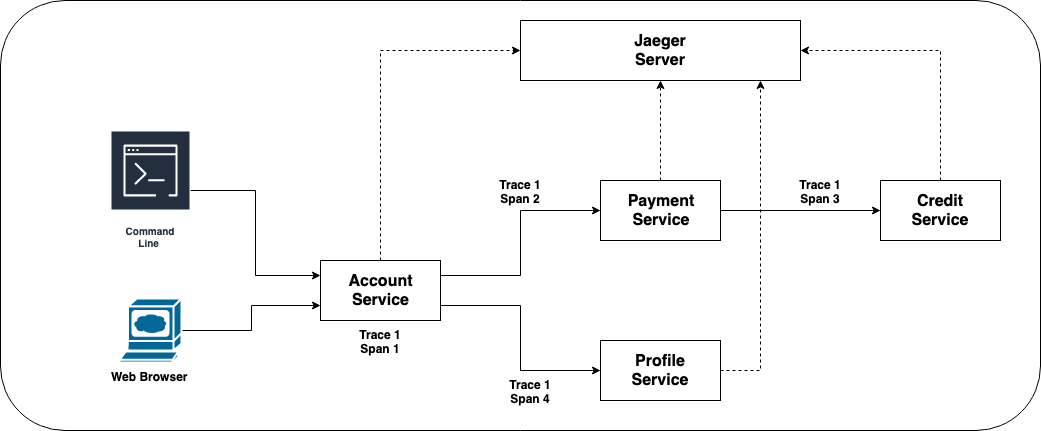 Jaeger
Server
Trace 1
Span 2
Payment
Service
Trace 1
Span 3
Credit
Service
Command
Line
Account
Service
Trace 1
Span 1
Web Browser
Profile
Service
Trace 1
Span 4